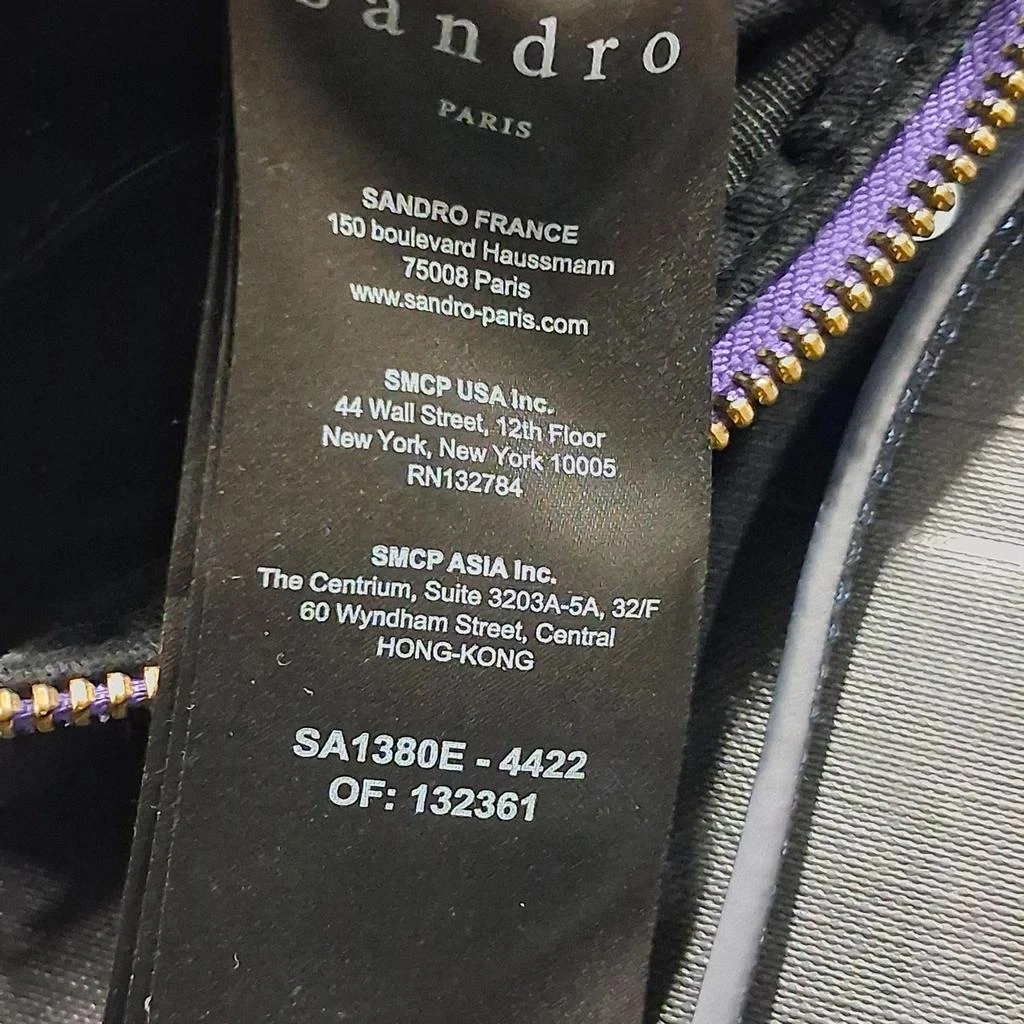 sandro
PARIS
SANDRO FRANCE
150 boulevard Haussmann
75008 Paris
www.sandro-paris.com
SMCP USA Inc.
44 Wall Street, 12th Floor
New York, New York 10005
RN132784
SMCP ASIA Inc.
The Centrium, Suite 3203A-5A, 32/F
60 Wyndham Street, Central
HONG-KONG
SA1380E - 4422
OF: 132361